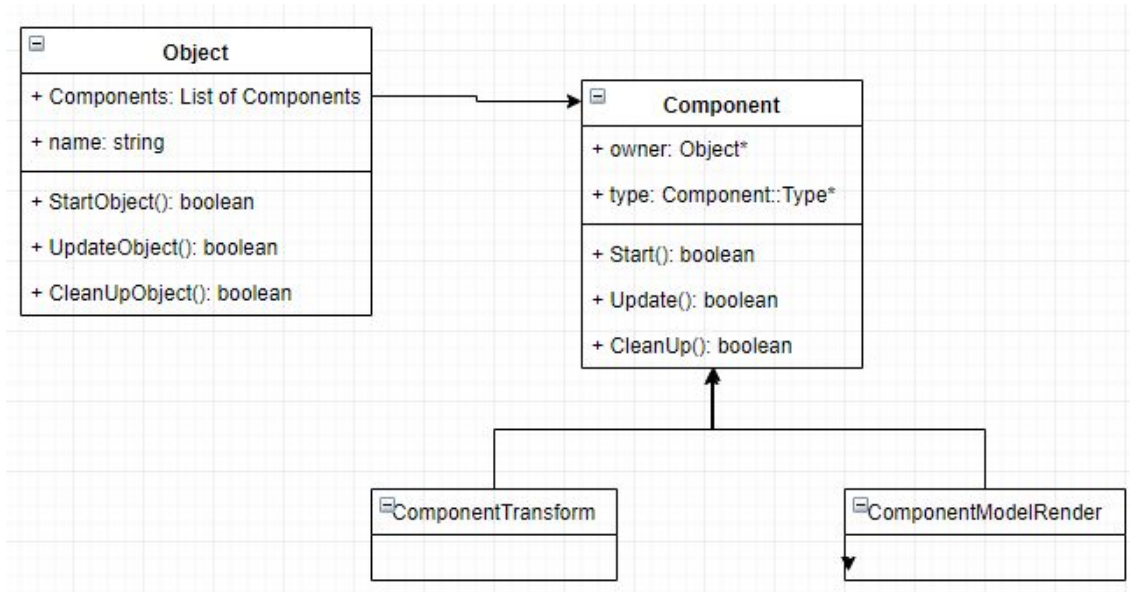 Object
+ Components: List of Components
+ name: string
+ StartObject(): boolean
+ UpdateObject(): boolean
+ CleanUpObject(): boolean
Component
+ owner: Object*
+ type: Component::Type*
+ Start(): boolean
+ Update(): boolean
+ CleanUp(): boolean
ComponentTransform
ComponentModelRender